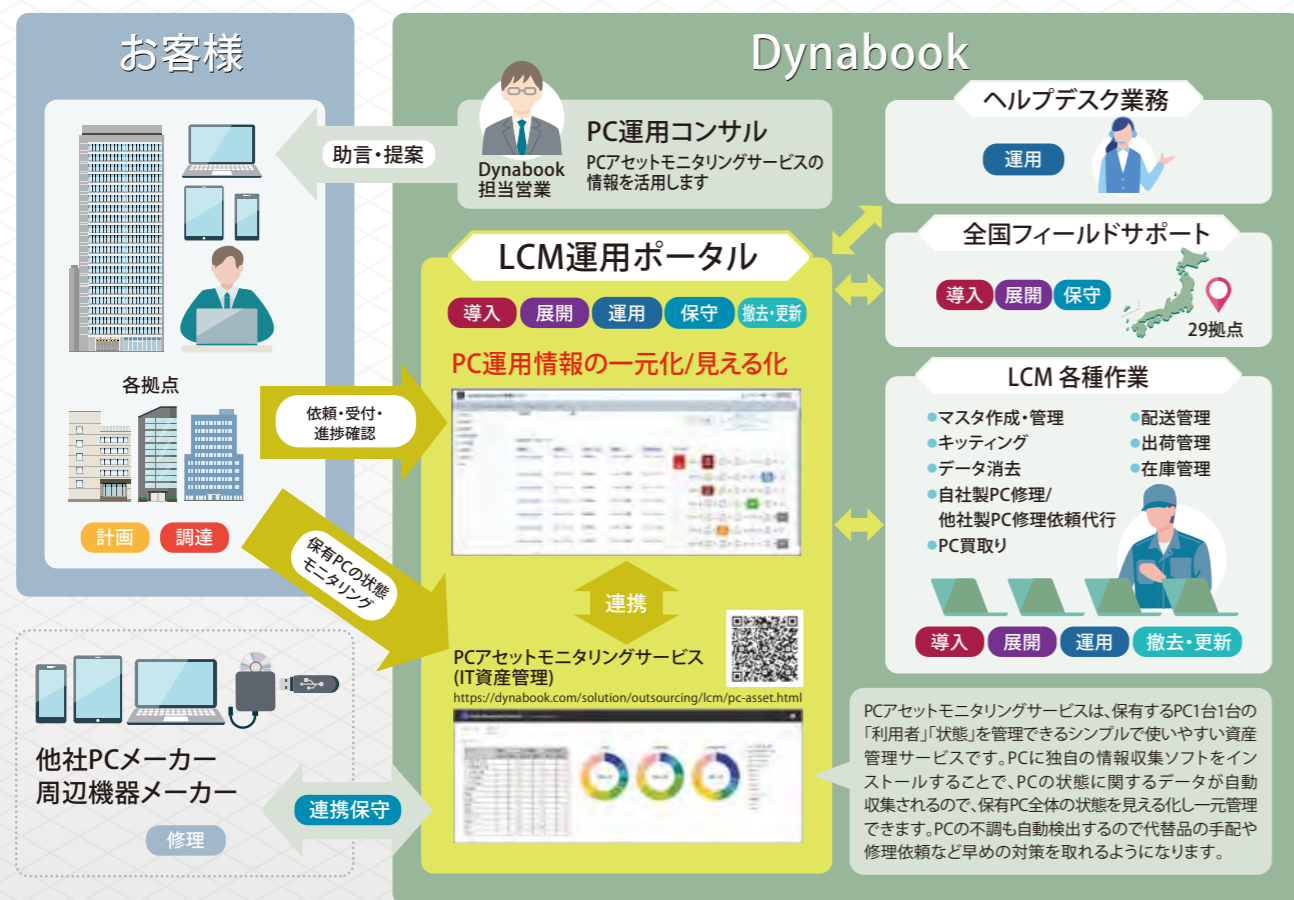 お客様
各拠点
計画
調達
Dynabook
助言・提案
Dynabook
担当営業
PC運用コンサル
PCアセットモニタリングサービスの
情報を活用します
ヘルプデスク業務
運用
全国フィールドサポート
導入
展開
保守
29拠点
LCM運用ポータル
導入
展開
運用
保守
撤去・更新
PC運用情報の一元化/見える化
依頼・受付・
進捗確認
保有PCの状態
モニタリング
連携
PCアセットモニタリングサービス
(IT資産管理)
https://dynabook.com/solution/outsourcing/lcm/pc-asset.html
LCM 各種作業
●マスタ作成・管理
●キッティング
●データ消去
●自社製PC修理/
他社製PC修理依頼代行
●PC買取り
●配送管理
●出荷管理
●在庫管理
導入
展開
運用
撤去・更新
他社PCメーカー
周辺機器メーカー
修理
連携保守
PCアセットモニタリングサービスは、保有するPC1台1台の
「利用者」「状態」を管理できるシンプルで使いやすい資産
管理サービスです。PCに独自の情報収集ソフトをイン
ストールすることで、PCの状態に関するデータが自動
収集されるので、保有PC全体の状態を見える化し一元管理
できます。PCの不調も自動検出するので代替品の手配や
修理依頼など早めの対策を取れるようになります。